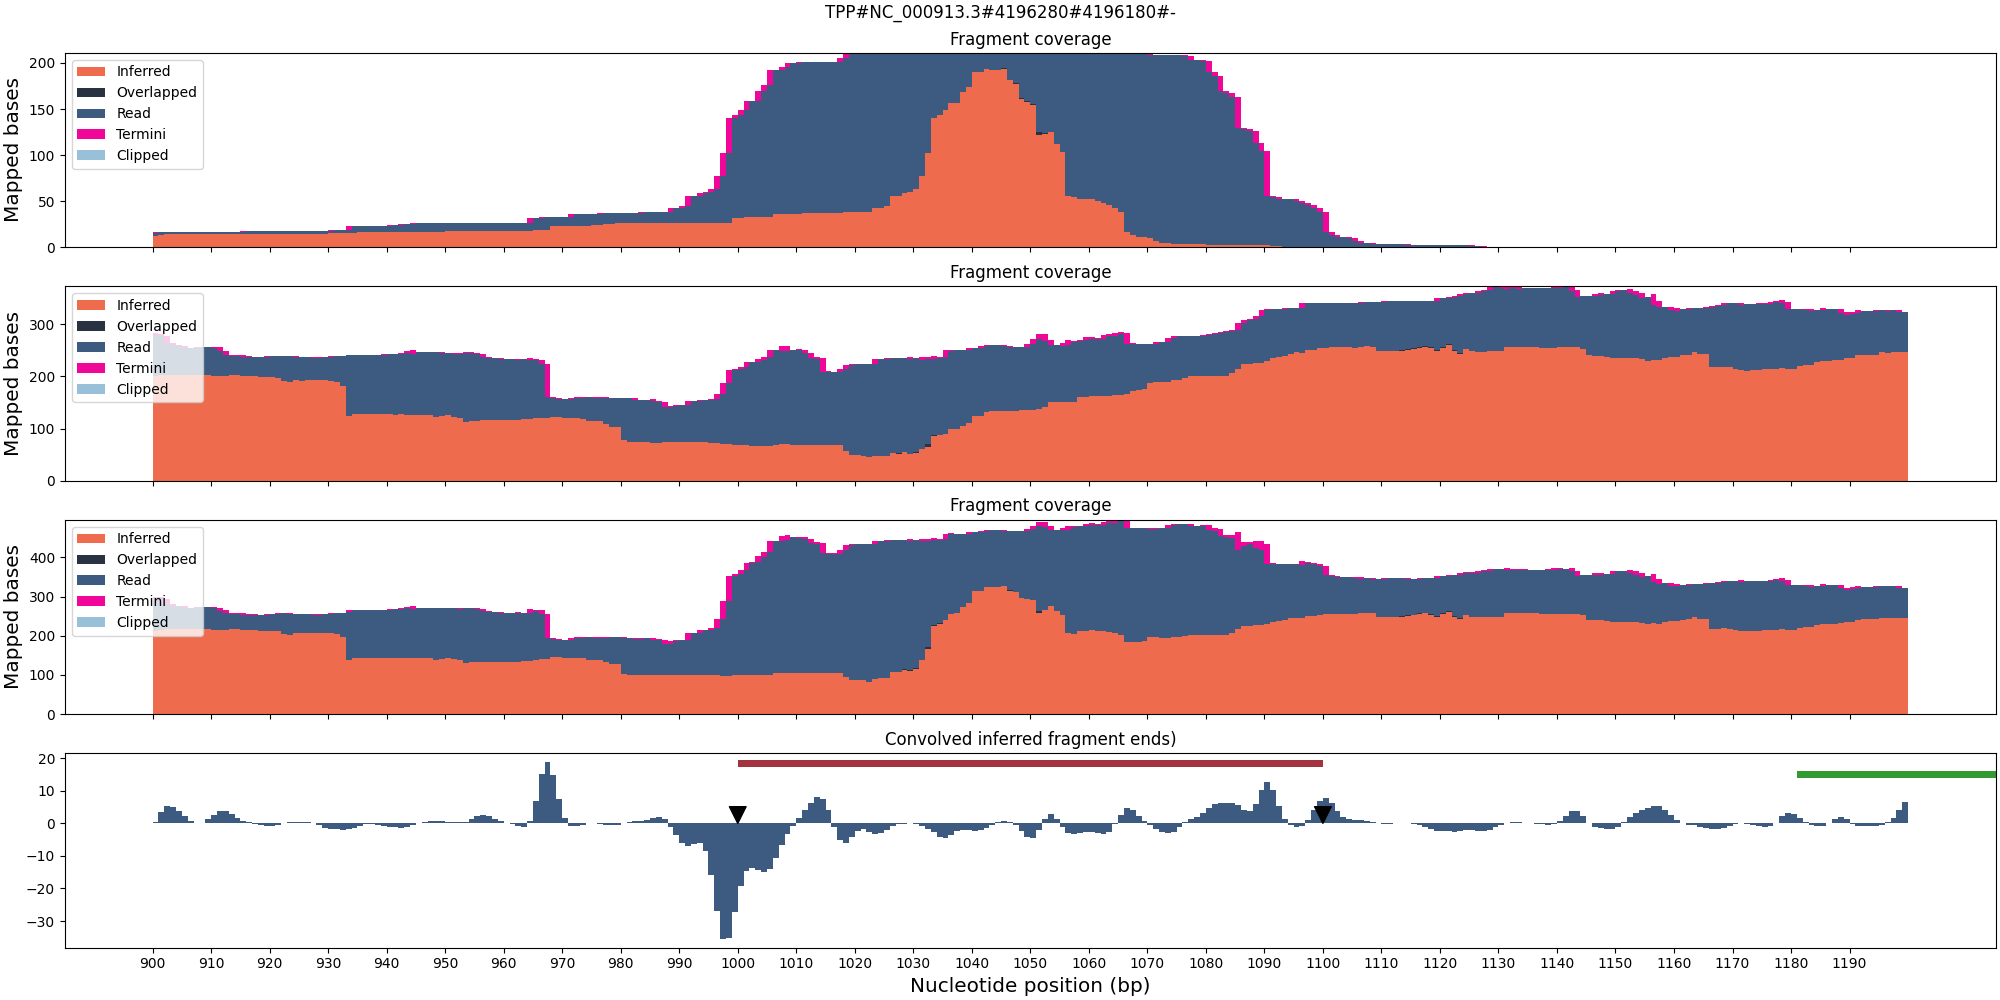 TPP#NC_000913.3#4196280#4196180#-
Fragment coverage
Mapped bases
200
150
100
50
0
Inferred
Overlapped
Read
Termini
Clipped
Fragment coverage
Mapped bases
300
200
100
0
Inferred
Overlapped
Read
Termini
Clipped
Fragment coverage
Mapped bases
400
300
200
100
0
Inferred
Overlapped
Read
Termini
Clipped
Convolved inferred fragment ends)
20
10
0
−10
−20
−30
900 910 920 930 940 950 960 970 980 990 1000 1010 1020 1030 1040 1050 1060 1070 1080 1090 1100 1110 1120 1130 1140 1150 1160 1170 1180 1190
Nucleotide position (bp)